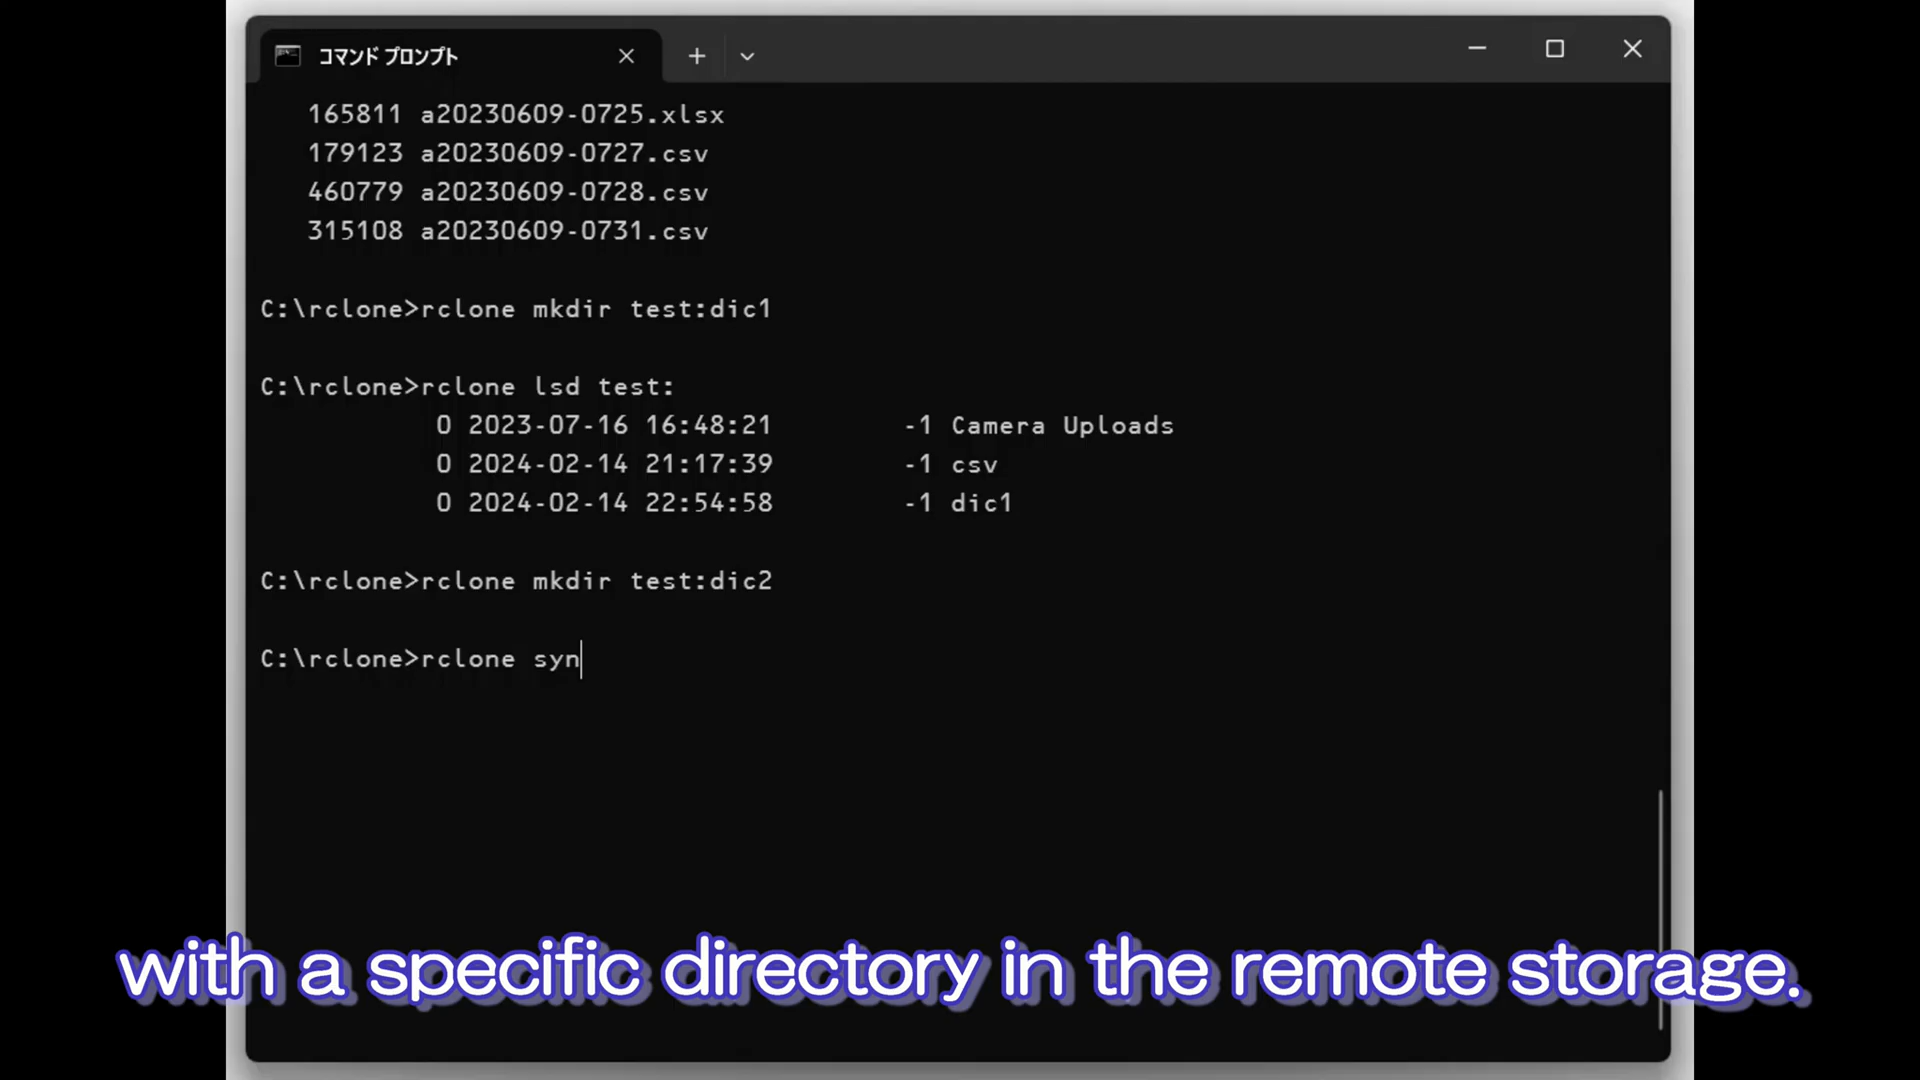 コマンド プロンプト
165811 a20230609-0725.xlsx
179123 a20230609-0727.csv
460779 a20230609-0728.csv
315108 a20230609-0731.csv
C:\rclone>rclone mkdir test:dic1
C:\rclone>rclone lsd test:
0 2023-07-16 16:48:21 -1 Camera Uploads
0 2024-02-14 21:17:39 -1 csv
0 2024-02-14 22:54:58 -1 dic1
C:\rclone>rclone mkdir test:dic2
C:\rclone>rclone syn
with a specific directory in the remote storage.